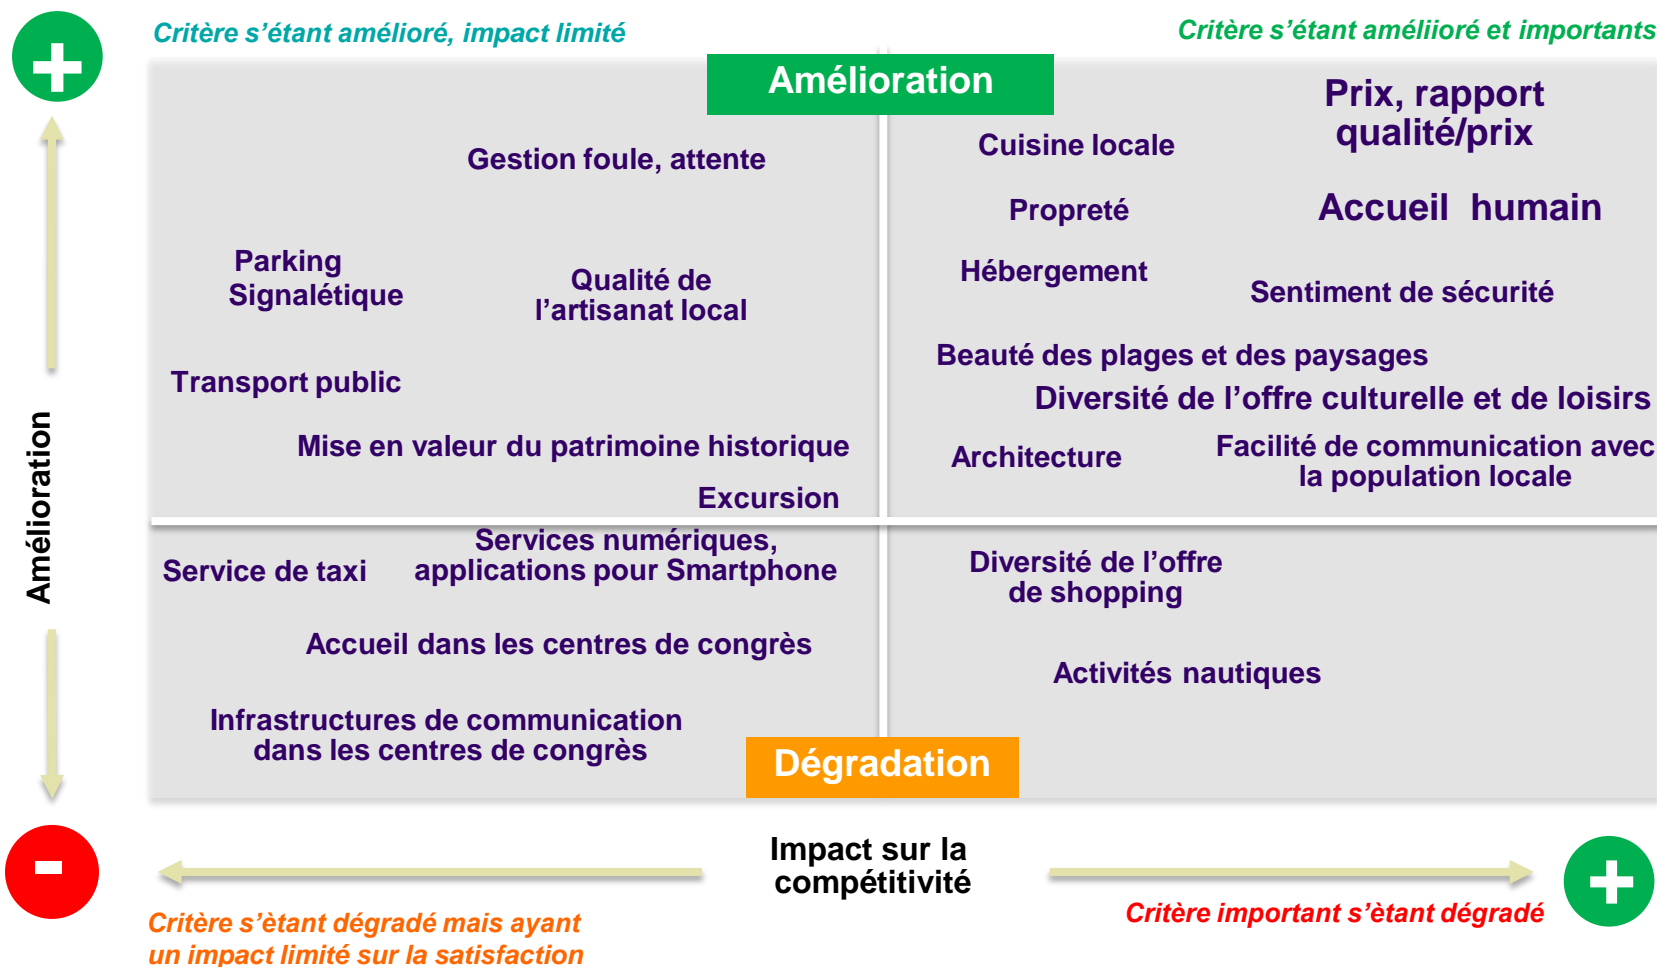 +
Critère s’étant amélioré, impact limité
Critère s’étant améliioré et importants
Amélioration
Prix, rapport
qualité/prix
Cuisine locale
Gestion foule, attente
Propreté
Accueil humain
Parking
Signalétique
Qualité de
l’artisanat local
Hébergement
Sentiment de sécurité
Beauté des plages et des paysages
Transport public
Diversité de l’offre culturelle et de loisirs
Mise en valeur du patrimoine historique
Architecture
Facilité de communication avec
la population locale
Excursion
Amélioration
Service de taxi
Services numériques,
applications pour Smartphone
Diversité de l’offre
de shopping
Accueil dans les centres de congrès
Activités nautiques
Infrastructures de communication
dans les centres de congrès
Dégradation
-
Impact sur la
compétitivité
+
Critère s’ètant dégradé mais ayant
un impact limité sur la satisfaction
Critère important s’ètant dégradé